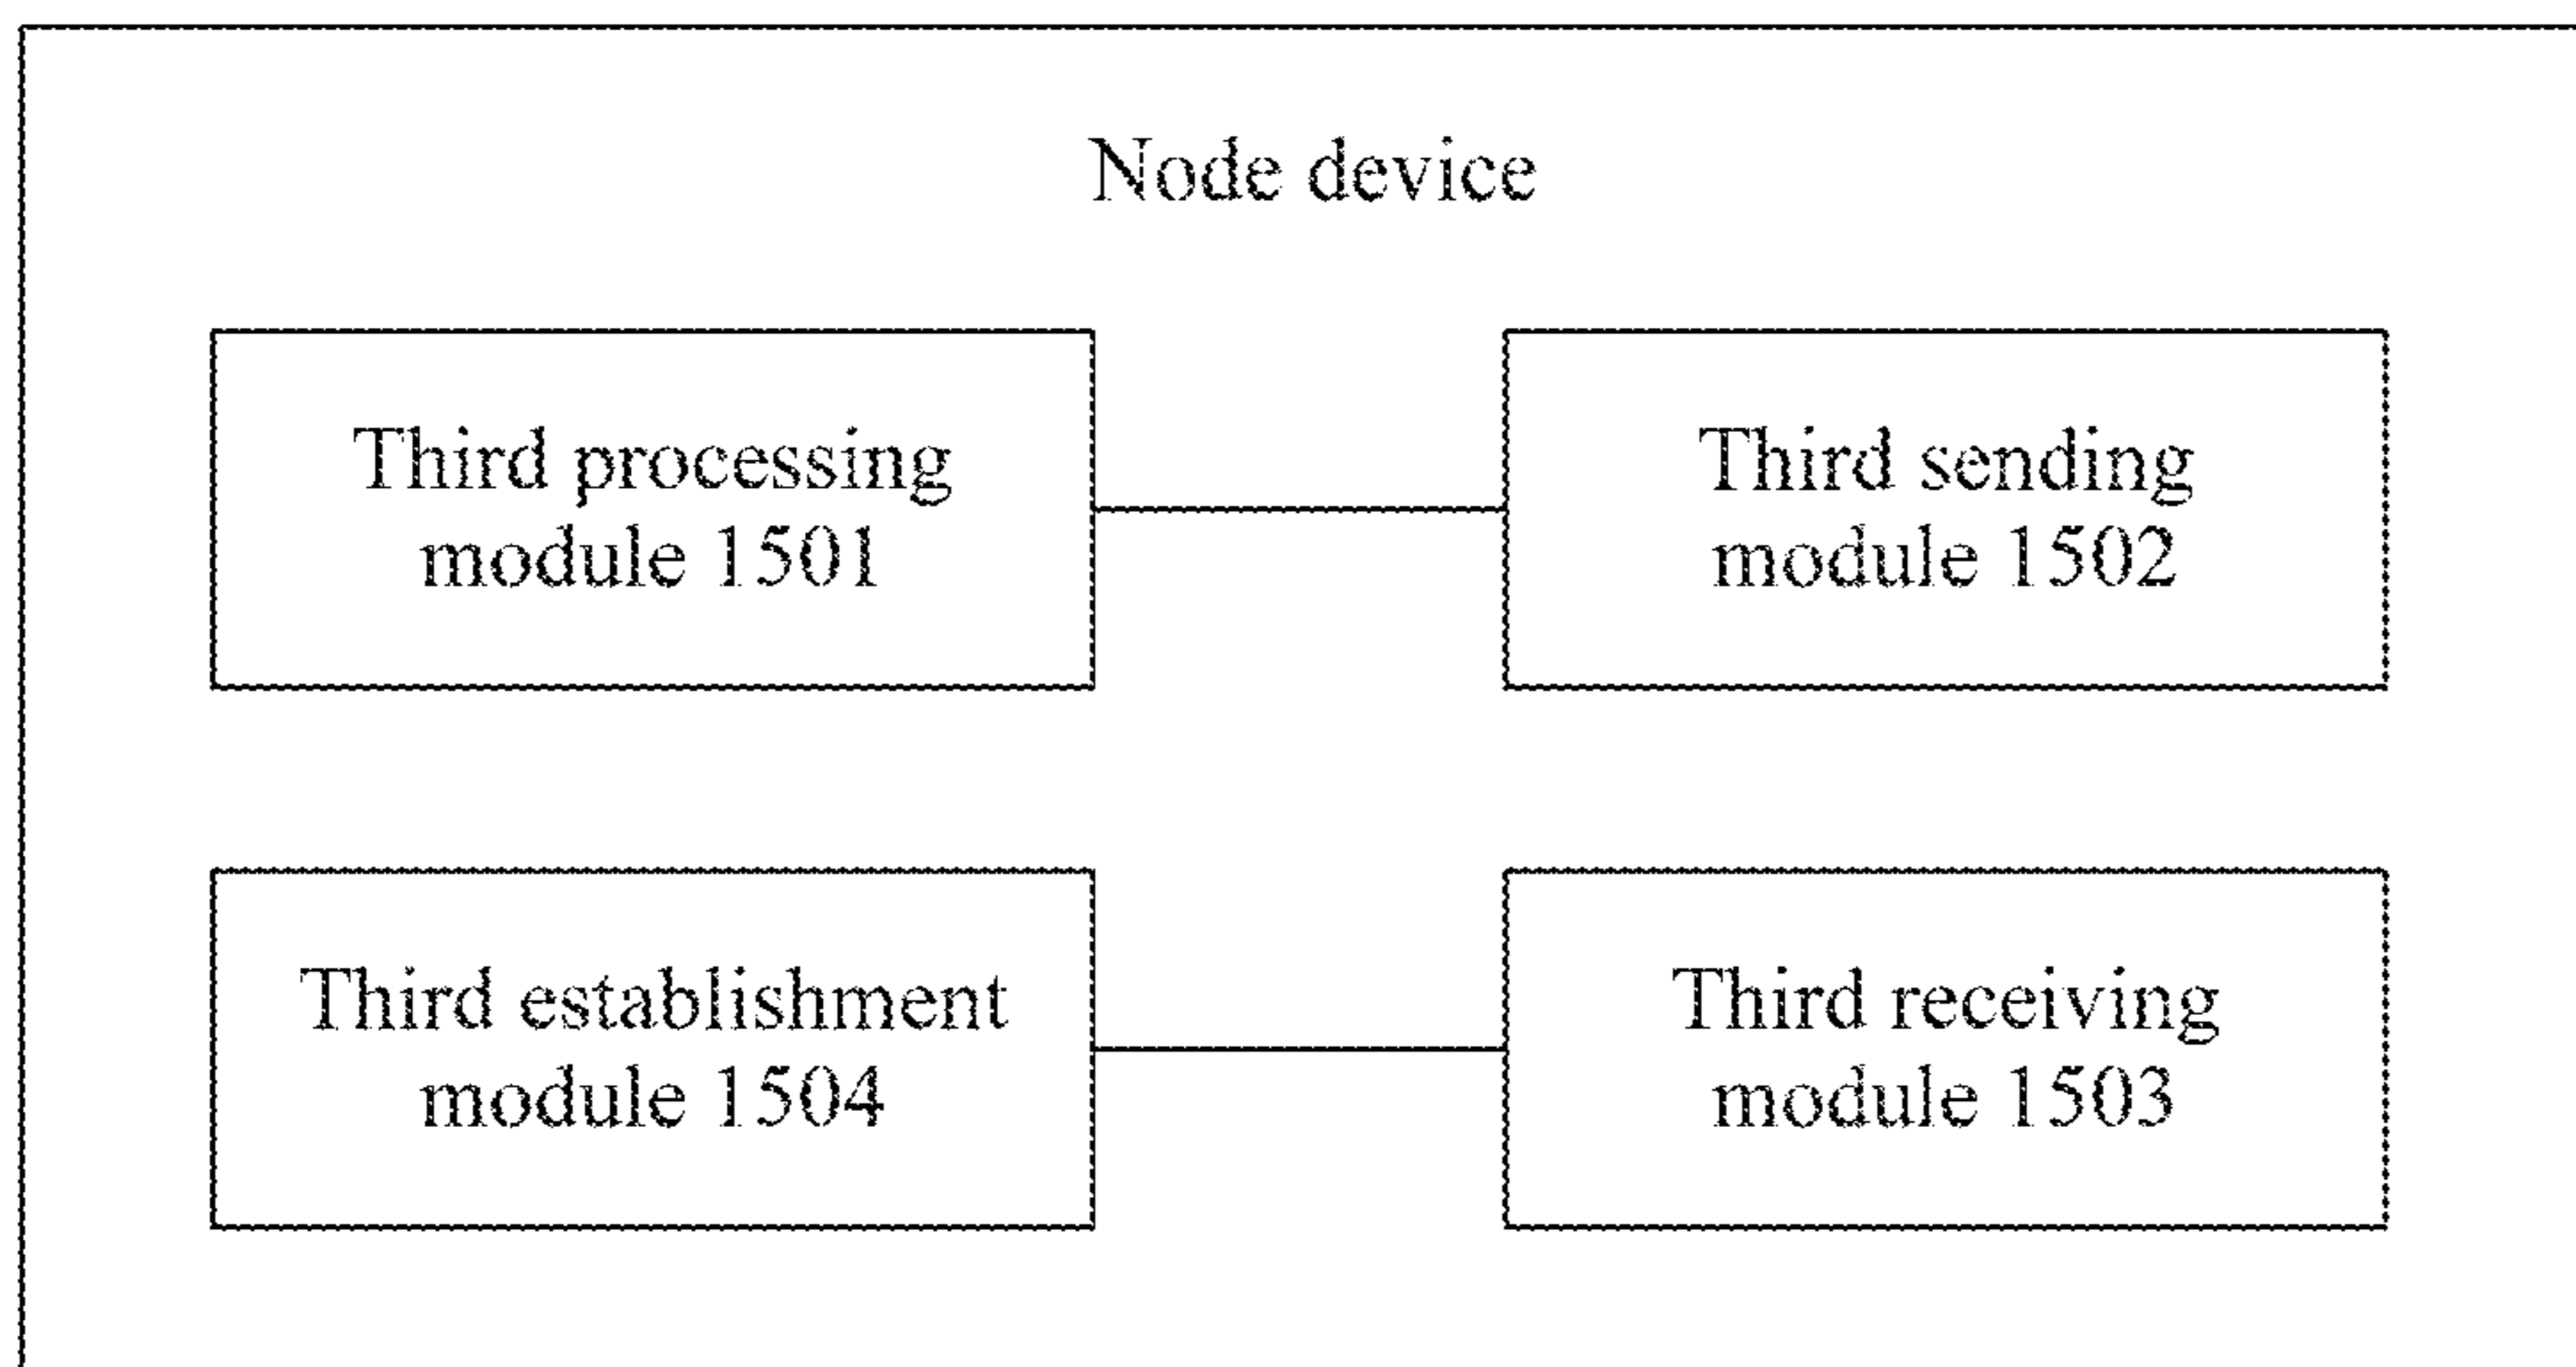 Node device
Third processing
module 1501
Third sending
module 1502
Third establishment
module 1504
Third receiving
module 1503